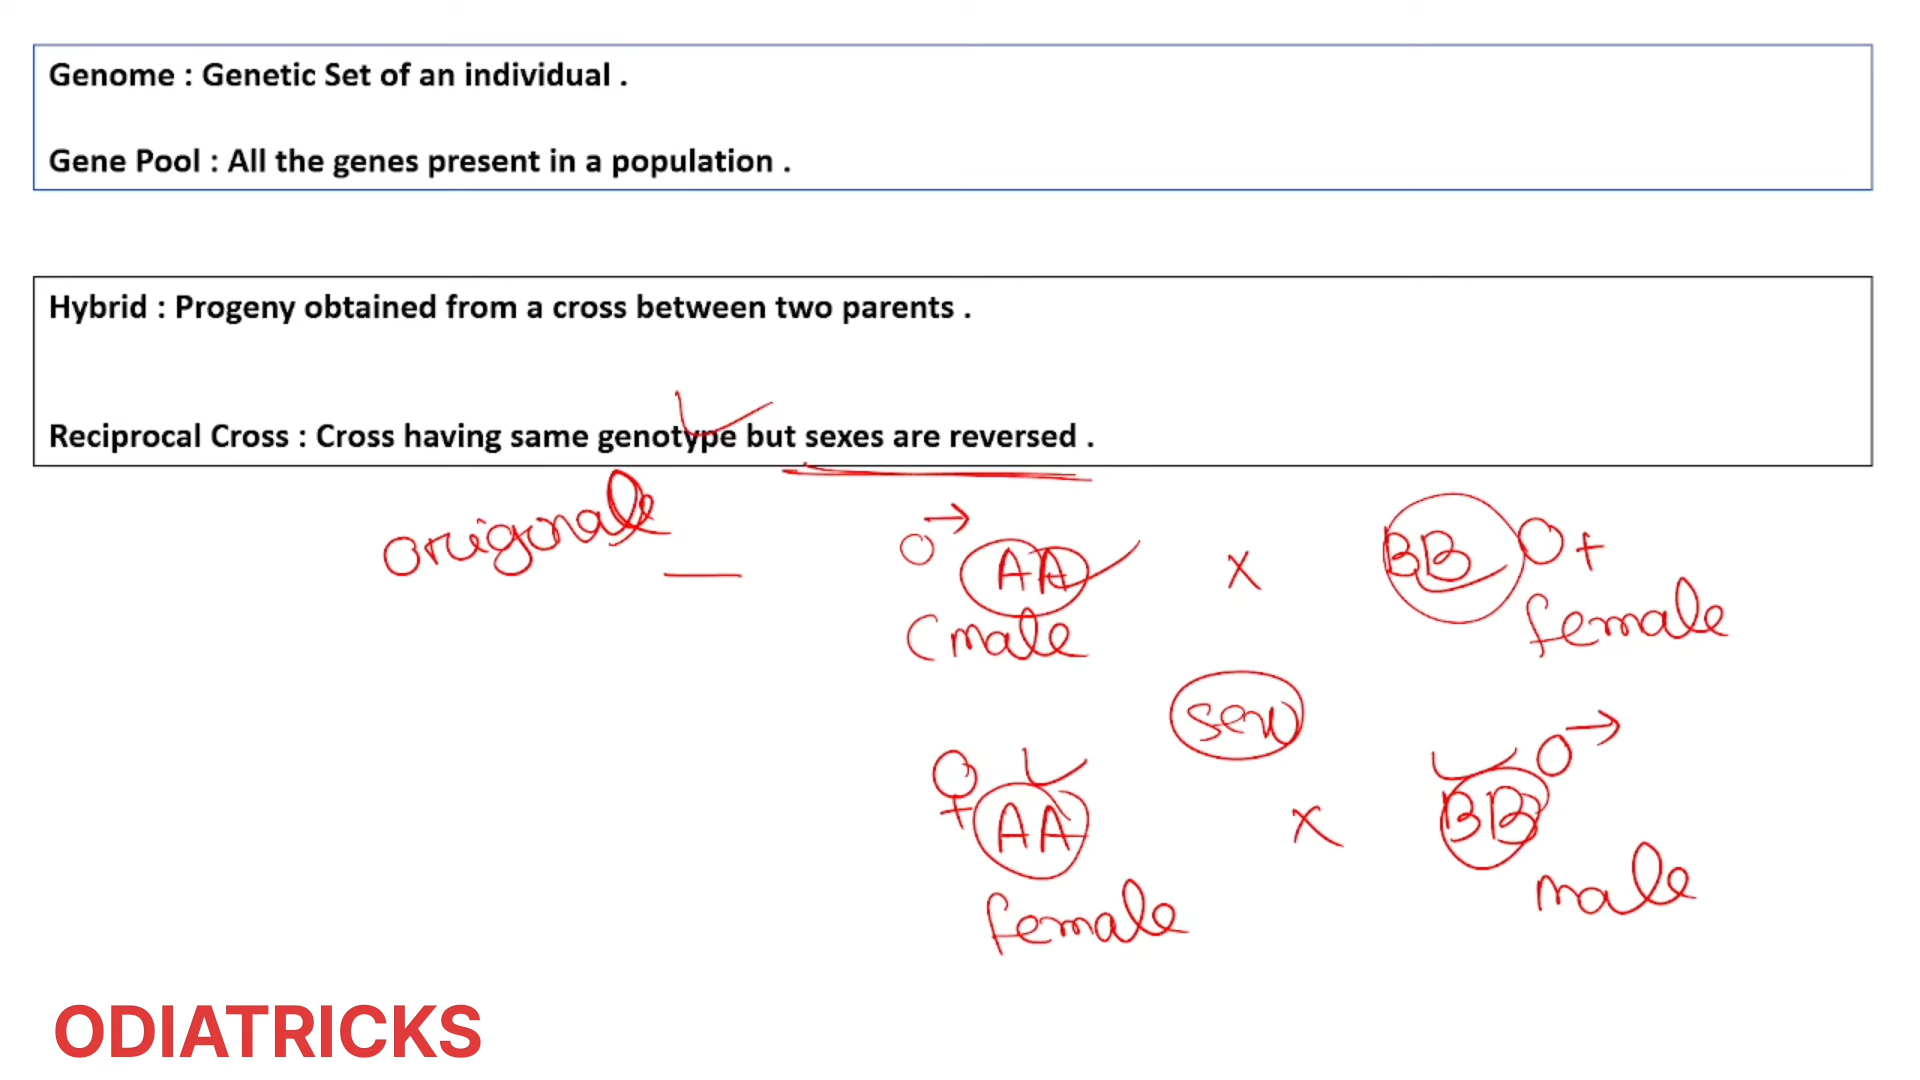 Genome : Genetic Set of an individual .
Gene Pool : All the genes present in a population .
Hybrid : Progeny obtained from a cross between two parents .
Reciprocal Cross : Cross having same genotype but sexes are reversed .
♂ AA x BB ♀
(male female
♀ AA x BB ♂
female male
ODIATRICKS